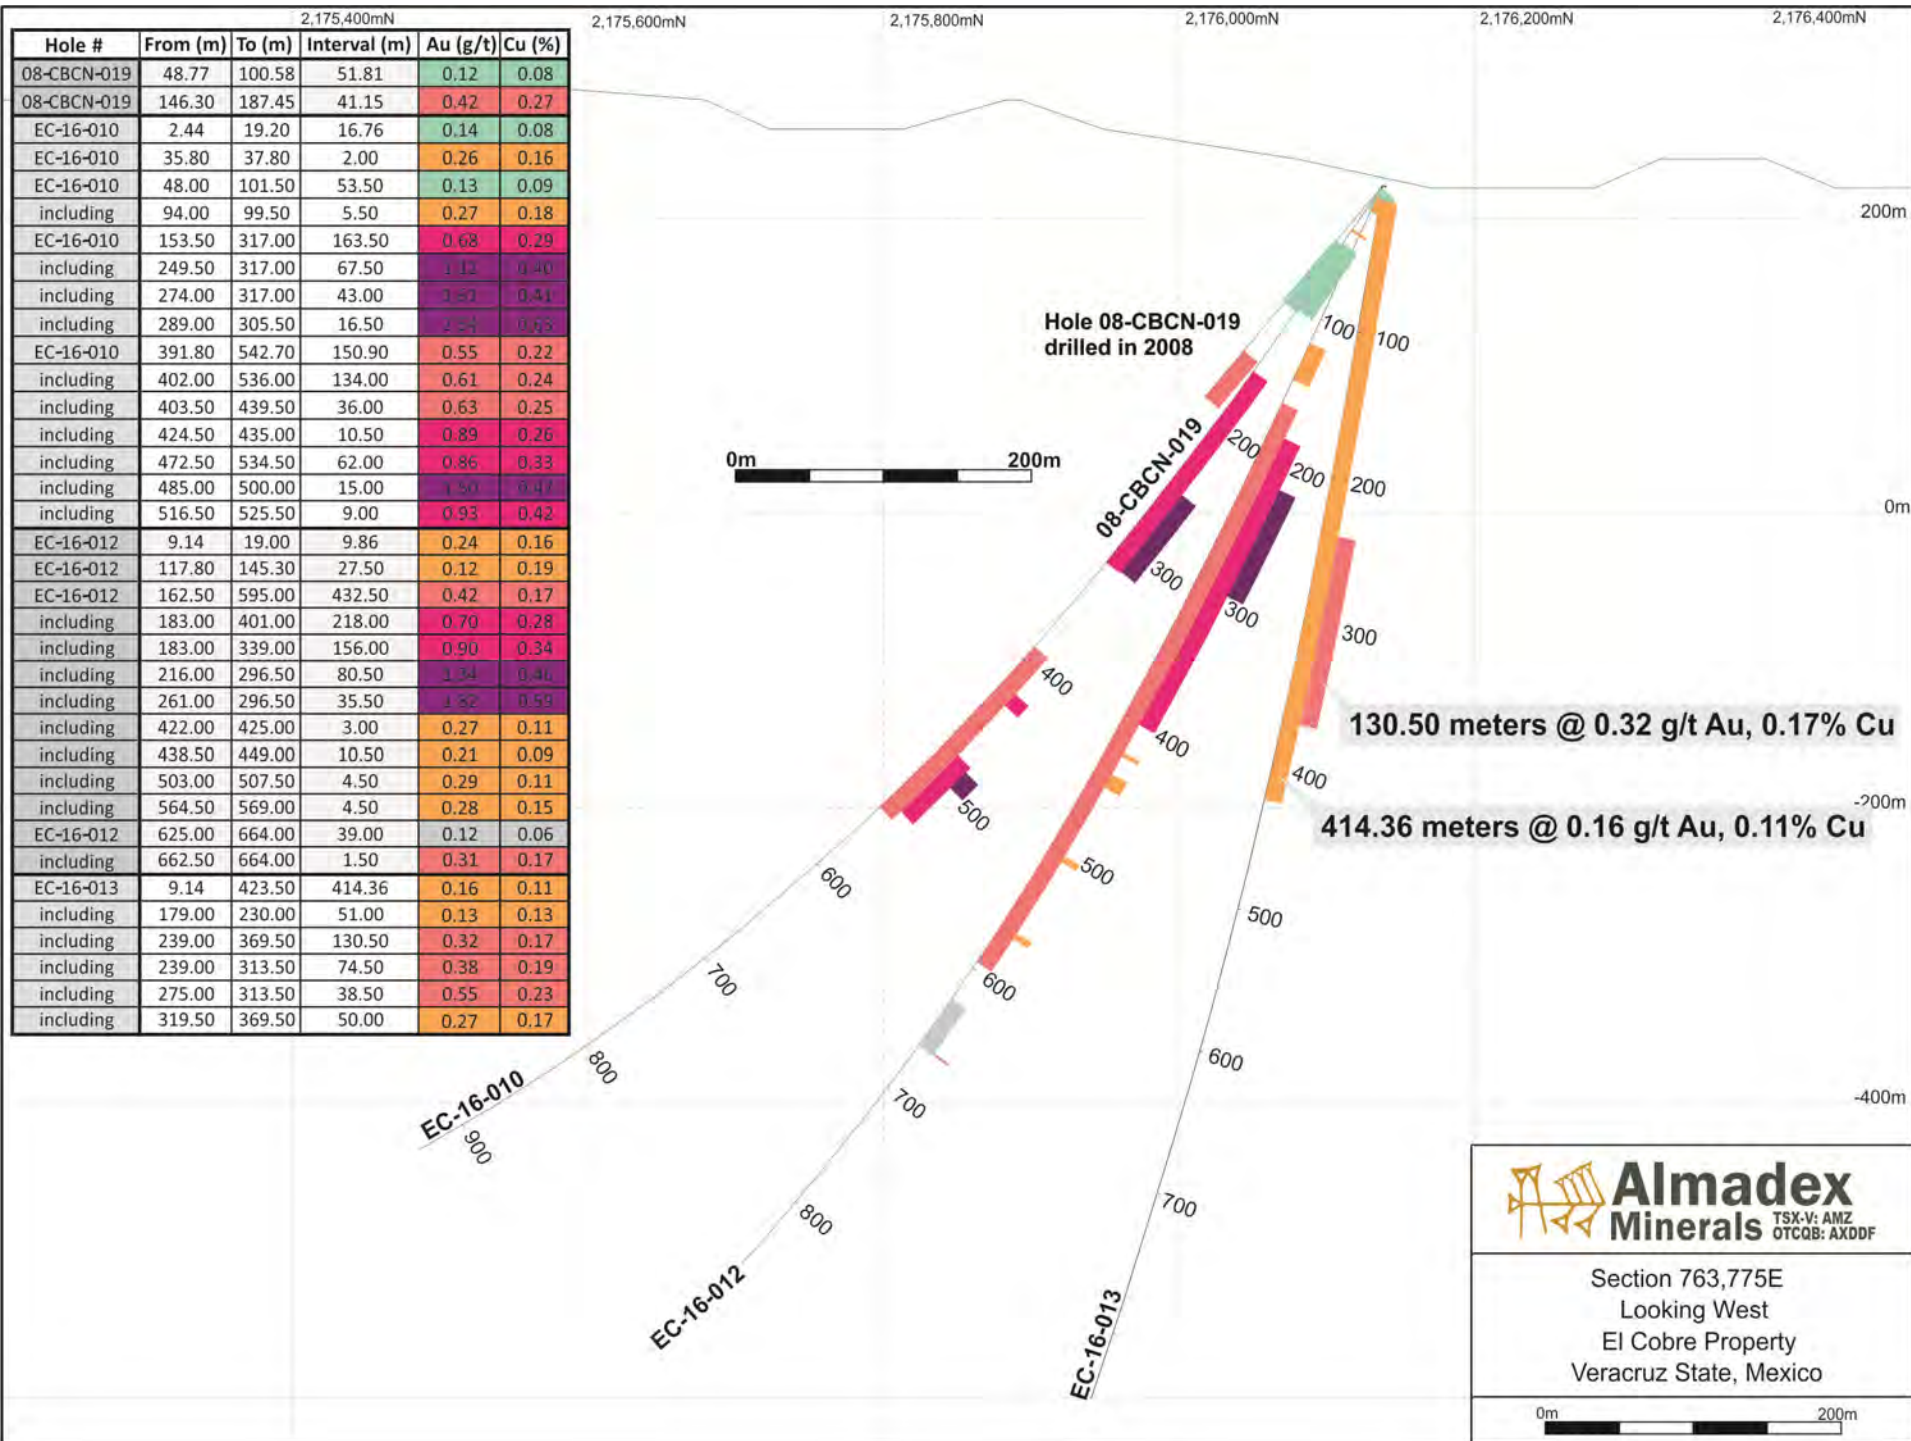 2,175,400mN 2,175,600mN 2,175,800mN 2,176,000mN 2,176,200mN 2,176,400mN
Hole # From (m) To (m) Interval (m) Au (g/t) Cu (%)
08-CBCN-019 48.77 100.58 51.81 0.12 0.08
08-CBCN-019 146.30 187.45 41.15 0.42 0.27
EC-16-010 2.44 19.20 16.76 0.14 0.08
EC-16-010 35.80 37.80 2.00 0.26 0.16
EC-16-010 48.00 101.50 53.50 0.13 0.09
including 94.00 99.50 5.50 0.27 0.18
EC-16-010 153.50 317.00 163.50 0.68 0.29
including 249.50 317.00 67.50 0.40
including 274.00 317.00 43.00 0.41
including 289.00 305.50 16.50
EC-16-010 391.80 542.70 150.90 0.55 0.22
including 402.00 536.00 134.00 0.61 0.24
including 403.50 439.50 36.00 0.63 0.25
including 424.50 435.00 10.50 0.89 0.26
including 472.50 534.50 62.00 0.86 0.33
including 485.00 500.00 15.00
including 516.50 525.50 9.00 0.93 0.42
EC-16-012 9.14 19.00 9.86 0.24 0.16
EC-16-012 117.80 145.30 27.50 0.12 0.19
EC-16-012 162.50 595.00 432.50 0.42 0.17
including 183.00 401.00 218.00 0.70 0.28
including 183.00 339.00 156.00 0.90 0.34
including 216.00 296.50 80.50 1.34 0.46
including 261.00 296.50 35.50 1.82 0.59
including 422.00 425.00 3.00 0.27 0.11
including 438.50 449.00 10.50 0.21 0.09
including 503.00 507.50 4.50 0.29 0.11
including 564.50 569.00 4.50 0.28 0.15
EC-16-012 625.00 664.00 39.00 0.12 0.06
including 662.50 664.00 1.50 0.31 0.17
EC-16-013 9.14 423.50 414.36 0.16 0.11
including 179.00 230.00 51.00 0.13 0.13
including 239.00 369.50 130.50 0.32 0.17
including 239.00 313.50 74.50 0.38 0.19
including 275.00 313.50 38.50 0.55 0.23
including 319.50 369.50 50.00 0.27 0.17
200m
0m
-200m
-400m
Hole 08-CBCN-019
drilled in 2008
0m 200m
08-CBCN-019
100
200
300
400
500
600
700
800
900
EC-16-010
200
300
400
500
600
700
800
EC-16-012
100
200
300
400
500
600
700
EC-16-013
130.50 meters @ 0.32 g/t Au, 0.17% Cu
414.36 meters @ 0.16 g/t Au, 0.11% Cu
Almadex
Minerals
TSX-V: AMZ
OTCQB: AXDDF
Section 763,775E
Looking West
El Cobre Property
Veracruz State, Mexico
0m 200m